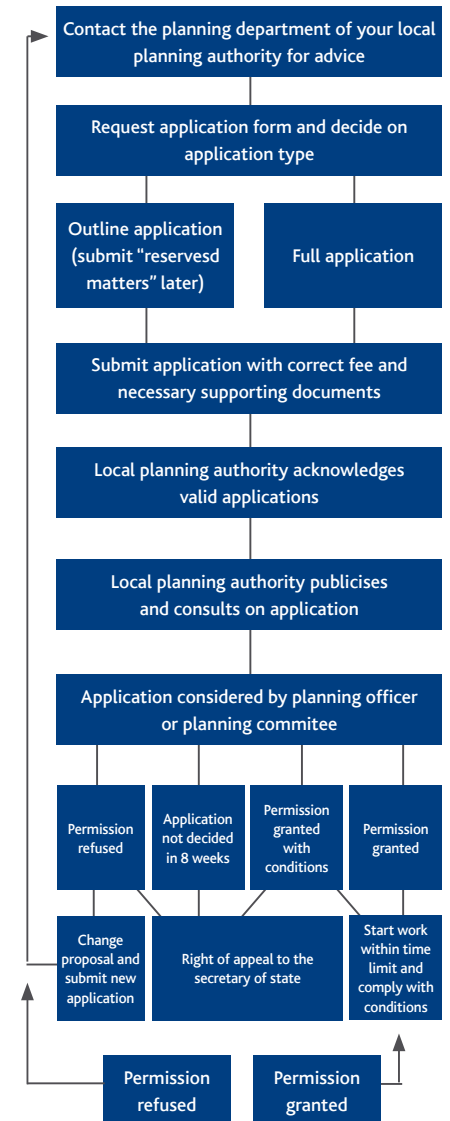 Contact the planning department of your local
planning authority for advice
Request application form and decide on
application type
Outline application
(submit “reservesd
matters” later)
Full application
Submit application with correct fee and
necessary supporting documents
Local planning authority acknowledges
valid applications
Local planning authority publicises
and consults on application
Application considered by planning officer
or planning commitee
Permission
refused
Application
not decided
in 8 weeks
Permission
granted
with
conditions
Permission
granted
Change
proposal and
submit new
application
Right of appeal to the
secretary of state
Start work
within time
limit and
comply with
conditions
Permission
refused
Permission
granted